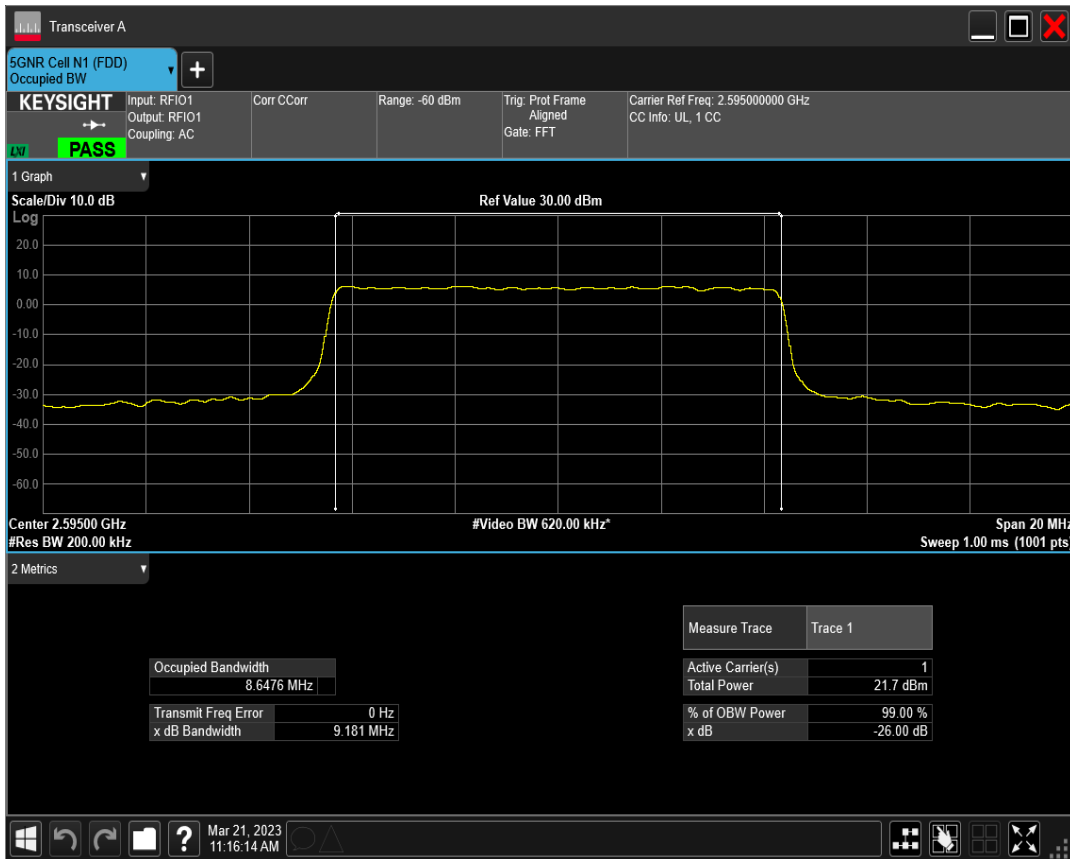 Transceiver A
5GNR Cell N1 (FDD)
Occupied BW
+
KEYSIGHT
LXI
PASS
Input: RFIO1
Output: RFIO1
Coupling: AC
Corr CCorr
Range: -60 dBm
Trig: Prot Frame
Aligned
Gate: FFT
Carrier Ref Freq: 2.595000000 GHz
CC Info: UL, 1 CC
1 Graph
Scale/Div 10.0 dB
Ref Value 30.00 dBm
Log
20.0
10.0
0.00
-10.0
-20.0
-30.0
-40.0
-50.0
-60.0
Center 2.59500 GHz
#Video BW 620.00 kHz*
Span 20 MHz
#Res BW 200.00 kHz
Sweep 1.00 ms (1001 pts)
2 Metrics
Measure Trace Trace 1
Occupied Bandwidth
8.6476 MHz
Active Carrier(s) 1
Total Power 21.7 dBm
Transmit Freq Error 0 Hz
x dB Bandwidth 9.181 MHz
% of OBW Power 99.00 %
x dB -26.00 dB
?
Mar 21, 2023
11:16:14 AM